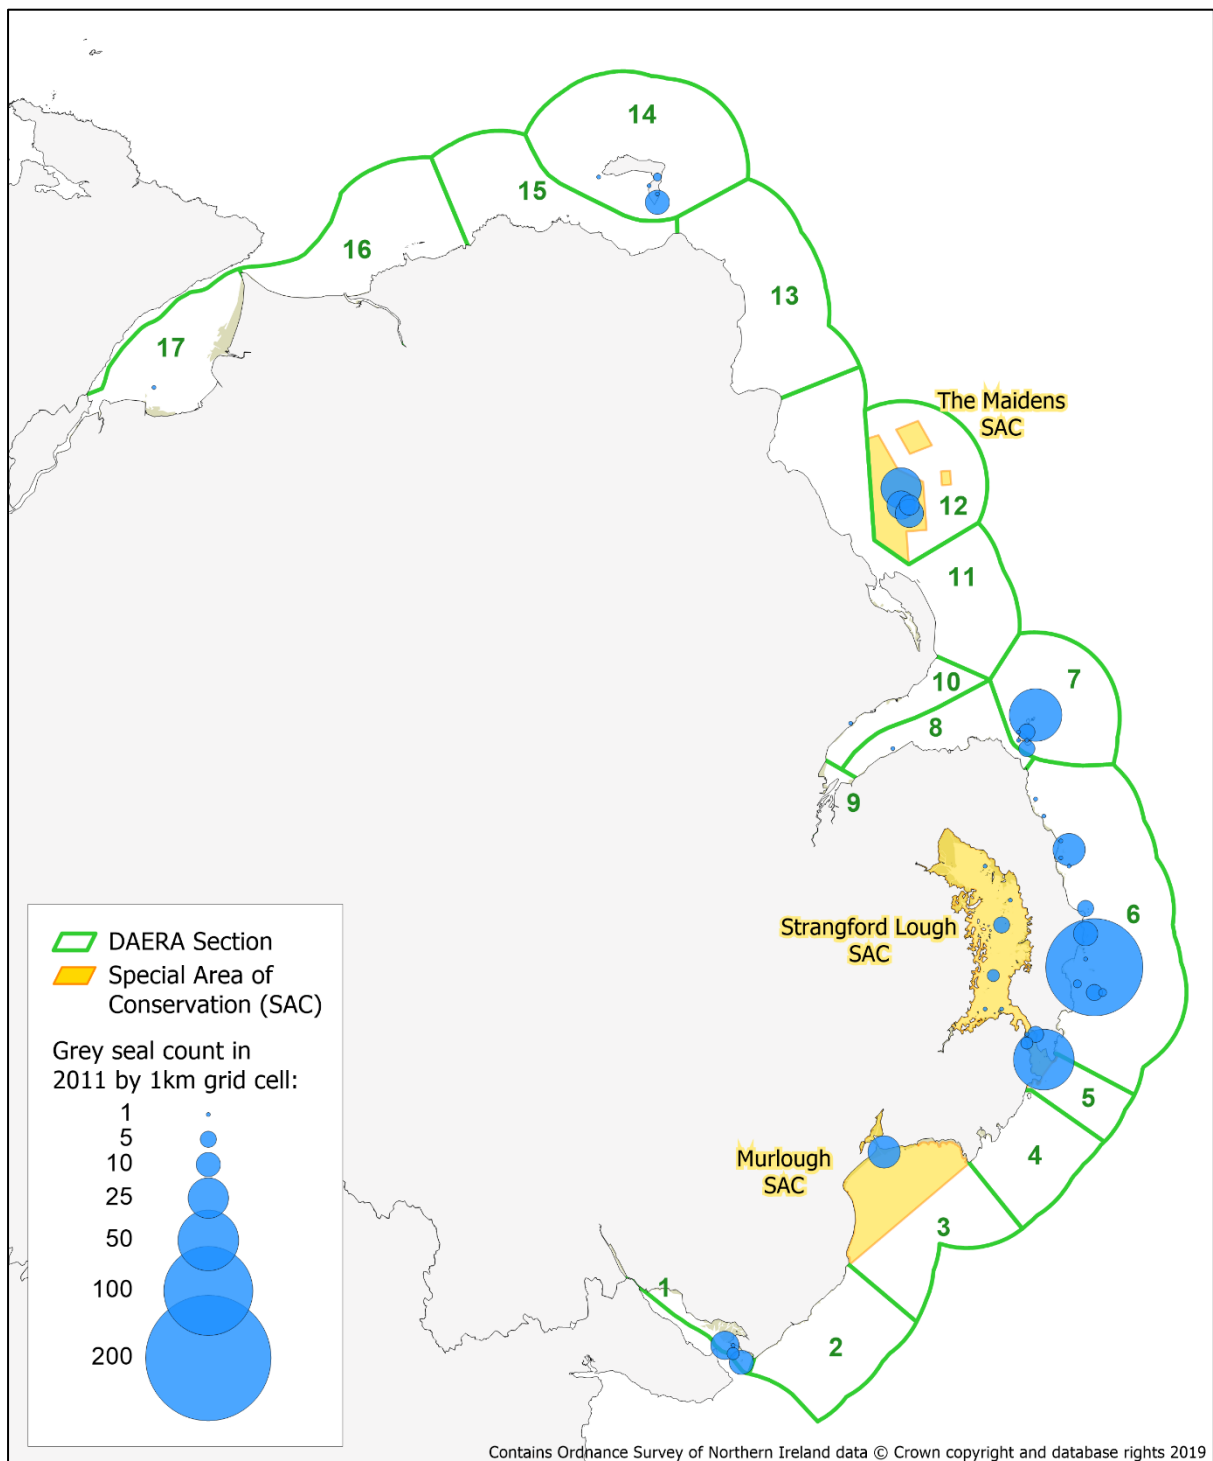 14
15
16
13
17
The Maidens
SAC
12
11
10
7
8
9
6
Strangford Lough
SAC
5
4
Murlough
SAC
3
1
2
DAERA Section
Special Area of
Conservation (SAC)
Grey seal count in
2011 by 1km grid cell:
1
5
10
25
50
100
200
Contains Ordnance Survey of Northern Ireland data © Crown copyright and database rights 2019